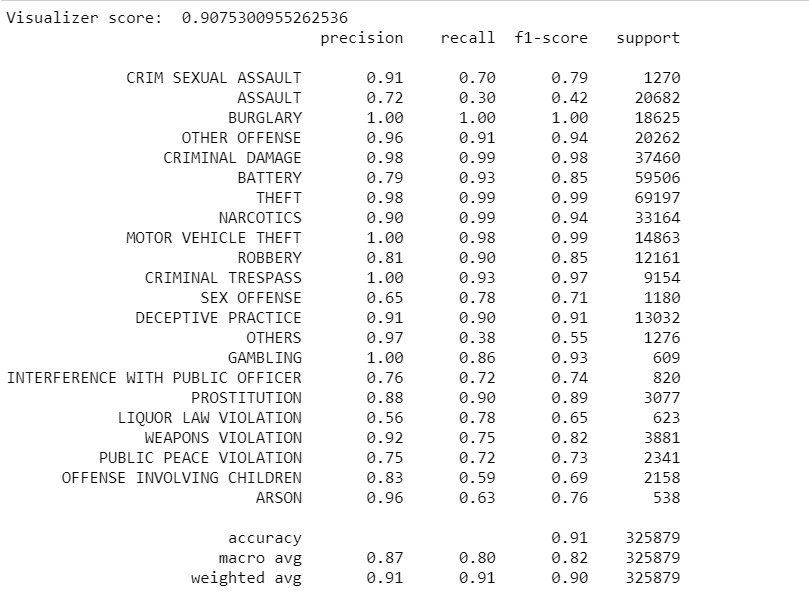 Visualizer score:  0.9075300955262536
precision recall f1-score support
CRIM SEXUAL ASSAULT 0.91 0.70 0.79 1270
ASSAULT 0.72 0.30 0.42 20682
BURGLARY 1.00 1.00 1.00 18625
OTHER OFFENSE 0.96 0.91 0.94 20262
CRIMINAL DAMAGE 0.98 0.99 0.98 37460
BATTERY 0.79 0.93 0.85 59506
THEFT 0.98 0.99 0.99 69197
NARCOTICS 0.90 0.99 0.94 33164
MOTOR VEHICLE THEFT 1.00 0.98 0.99 14863
ROBBERY 0.81 0.90 0.85 12161
CRIMINAL TRESPASS 1.00 0.93 0.97 9154
SEX OFFENSE 0.65 0.78 0.71 1180
DECEPTIVE PRACTICE 0.91 0.90 0.91 13032
OTHERS 0.97 0.38 0.55 1276
GAMBLING 1.00 0.86 0.93 609
INTERFERENCE WITH PUBLIC OFFICER 0.76 0.72 0.74 820
PROSTITUTION 0.88 0.90 0.89 3077
LIQUOR LAW VIOLATION 0.56 0.78 0.65 623
WEAPONS VIOLATION 0.92 0.75 0.82 3881
PUBLIC PEACE VIOLATION 0.75 0.72 0.73 2341
OFFENSE INVOLVING CHILDREN 0.83 0.59 0.69 2158
ARSON 0.96 0.63 0.76 538
accuracy 0.91 325879
macro avg 0.87 0.80 0.82 325879
weighted avg 0.91 0.91 0.90 325879